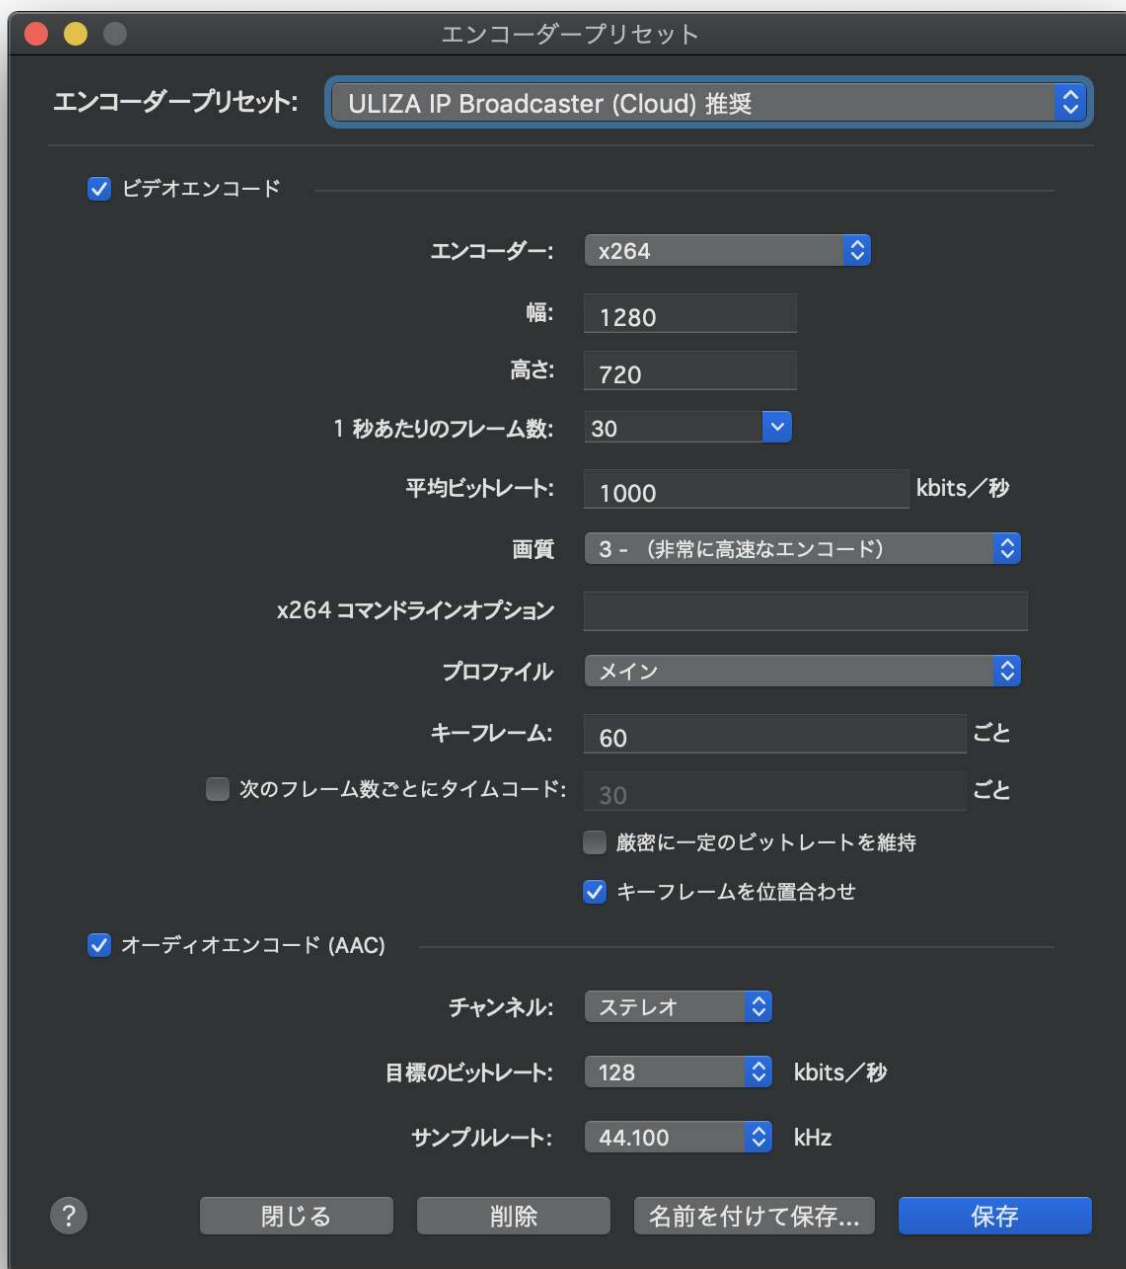 エンコーダープリセット
エンコーダープリセット: ULIZA IP Broadcaster (Cloud) 推奨
ビデオエンコード
エンコーダー: x264
幅: 1280
高さ: 720
1 秒あたりのフレーム数: 30
平均ビットレート: 1000 kbits／秒
画質 3 - （非常に高速なエンコード）
x264 コマンドラインオプション
プロファイル メイン
キーフレーム: 60 ごと
次のフレーム数ごとにタイムコード: 30 ごと
厳密に一定のビットレートを維持
キーフレームを位置合わせ
オーディオエンコード (AAC)
チャンネル: ステレオ
目標のビットレート: 128 kbits／秒
サンプルレート: 44.100 kHz
? 閉じる 削除 名前を付けて保存... 保存